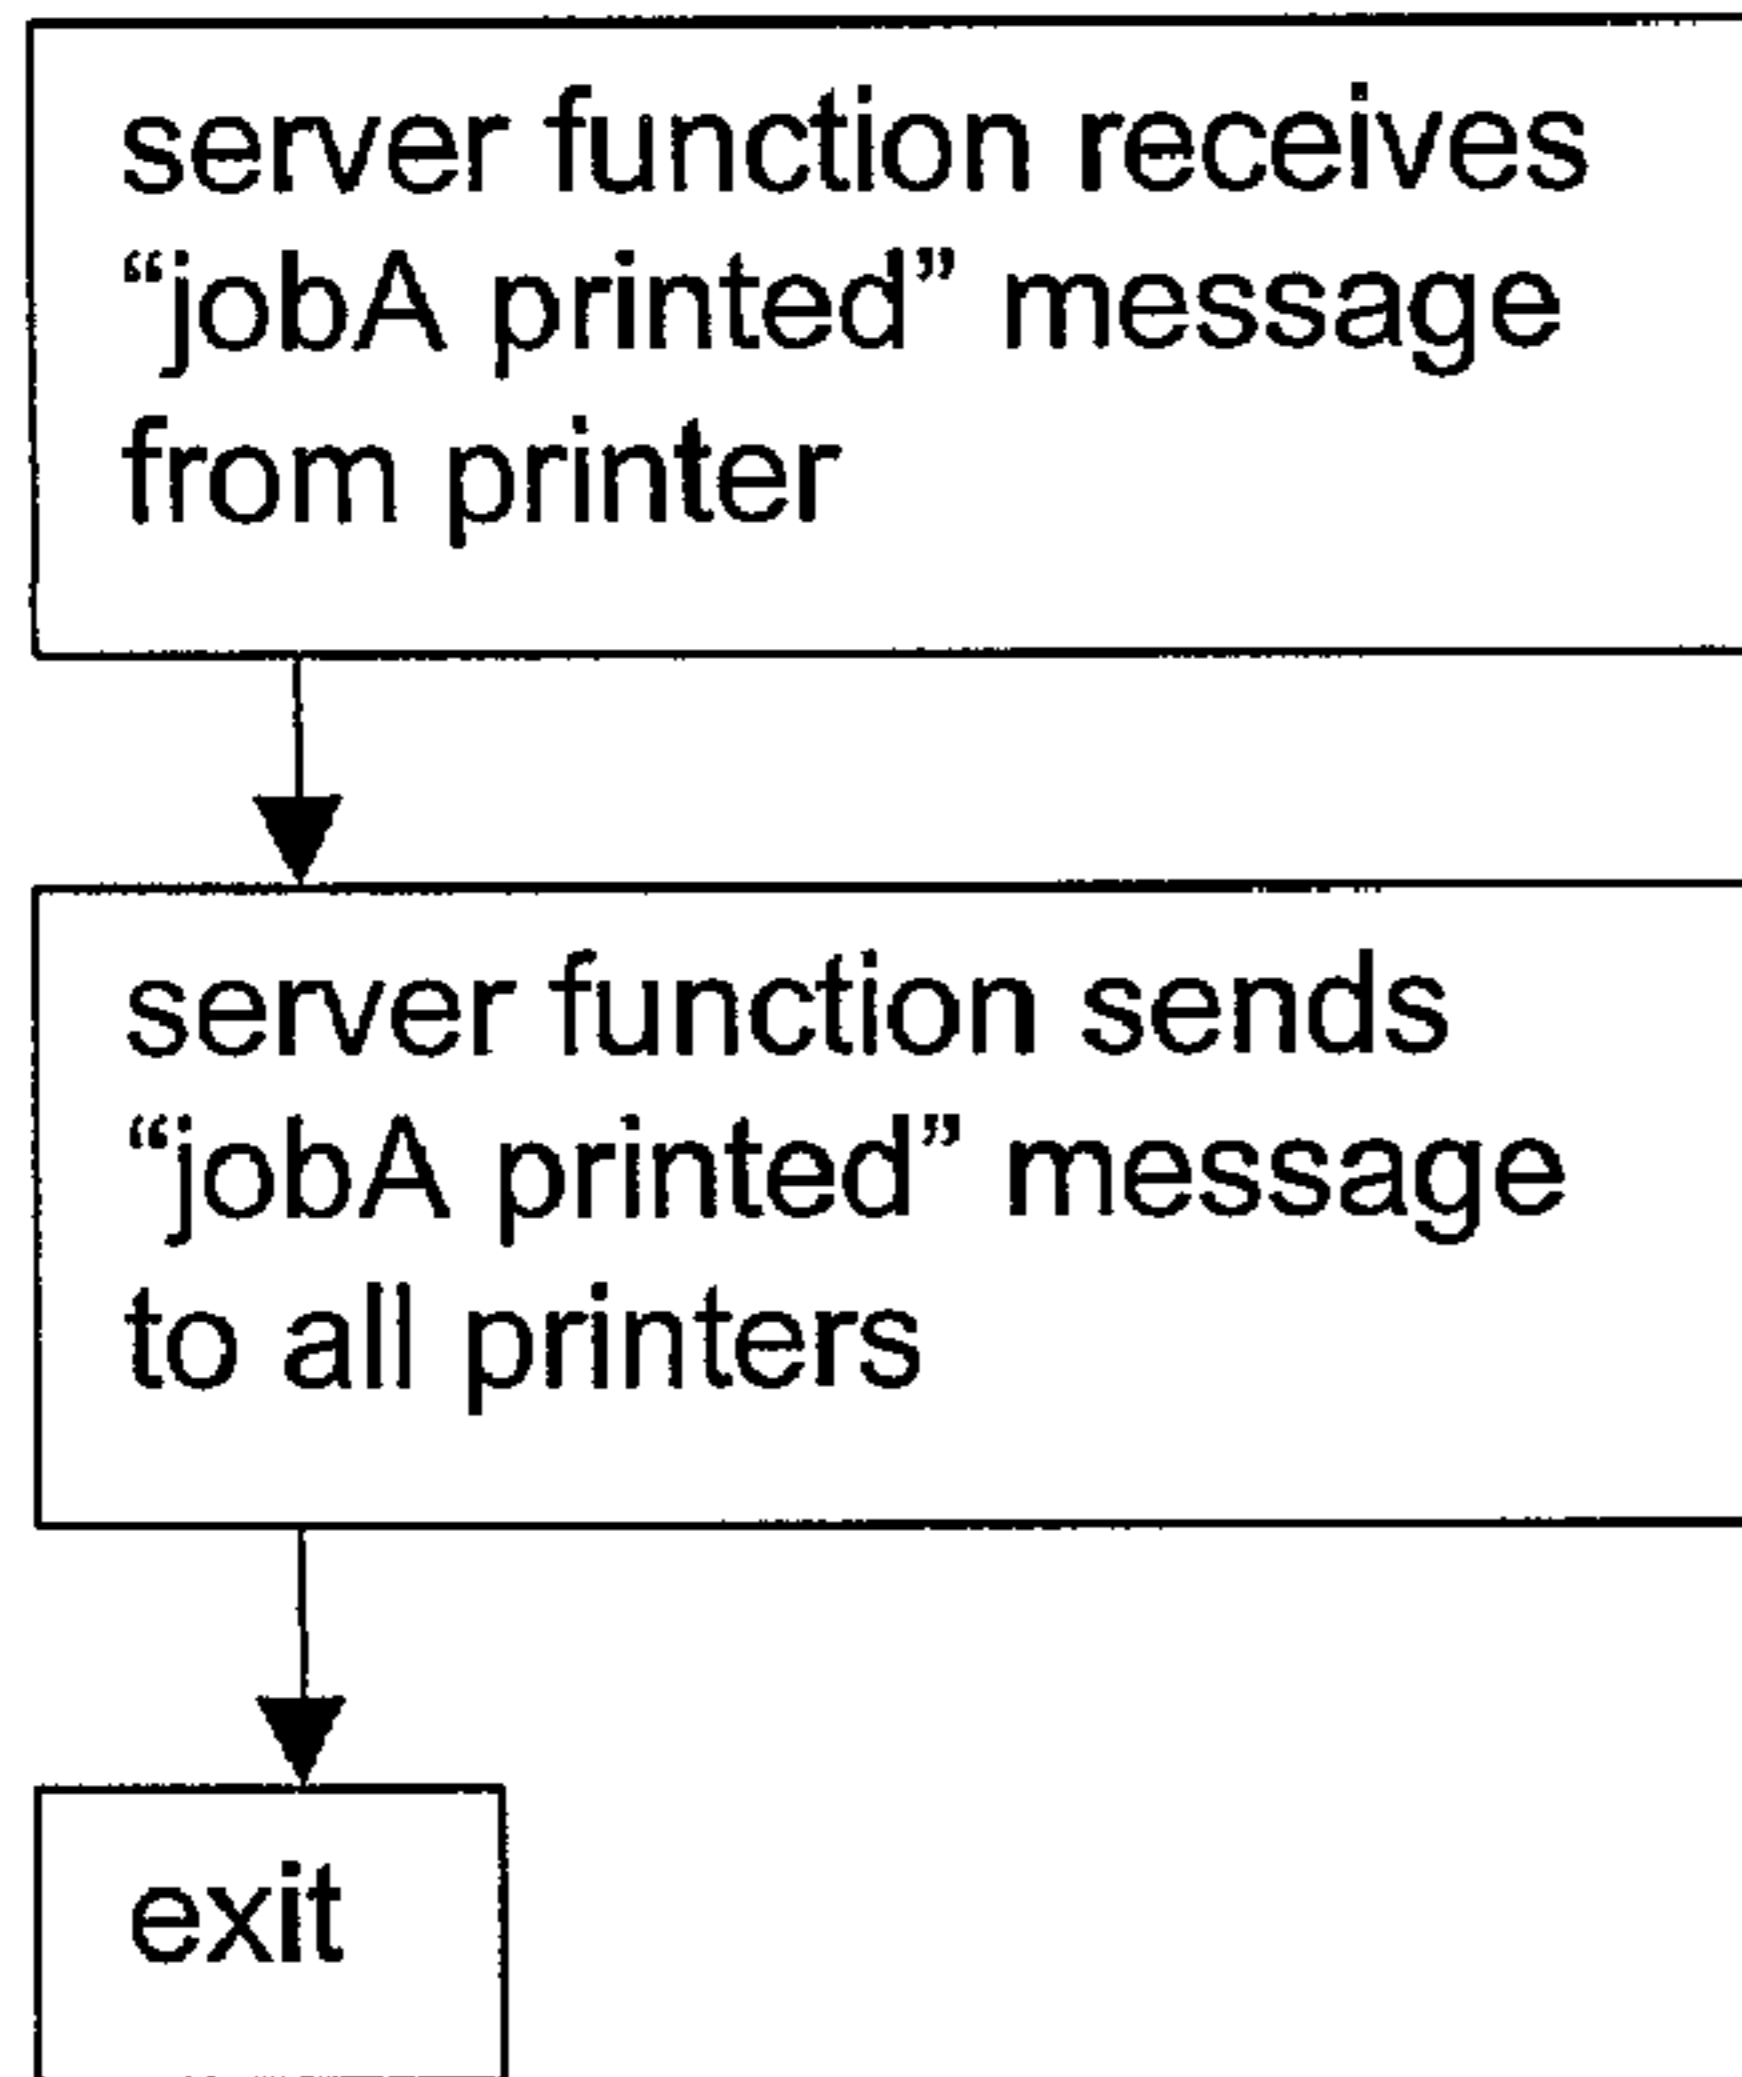 server function receives
“jobA printed” message
from printer
server function sends
“jobA printed” message
to all printers
exit